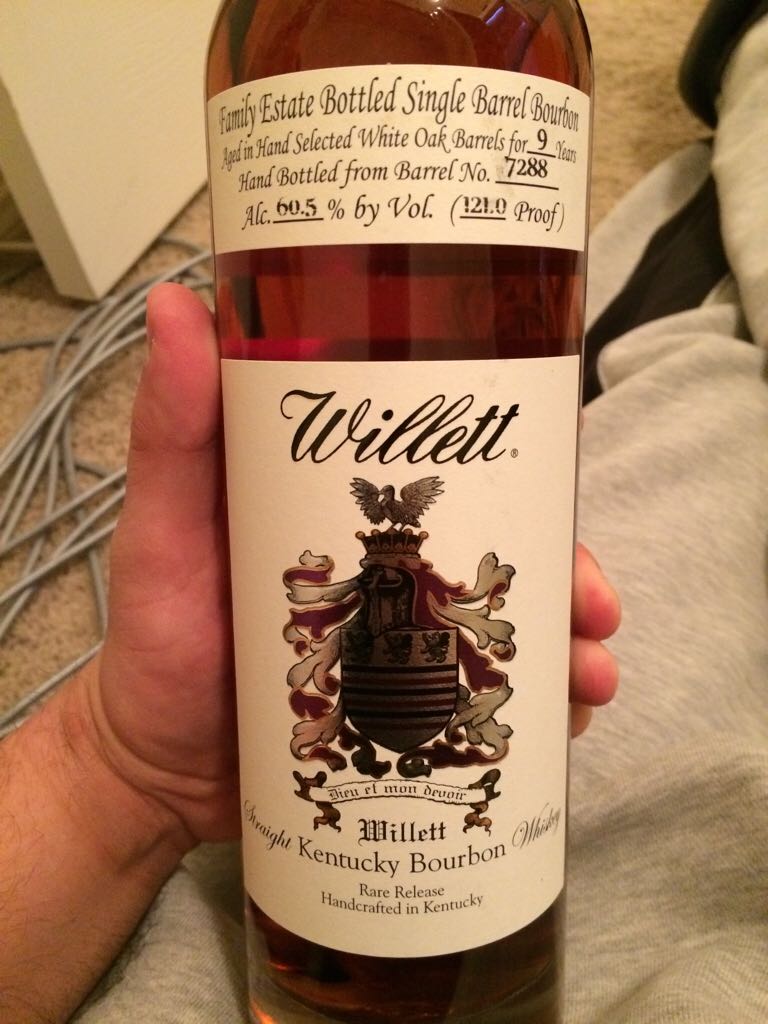 Family Estate Bottled Single Barrel Bourbon
Aged in Hand Selected White Oak Barrels for 9 Years
Hand Bottled from Barrel No. 7288
Alc. 60.5 % by Vol. (121.0 Proof)
Willett®
Dieu et mon devoir
Willett
Straight Kentucky Bourbon Whiskey
Rare Release
Handcrafted in Kentucky